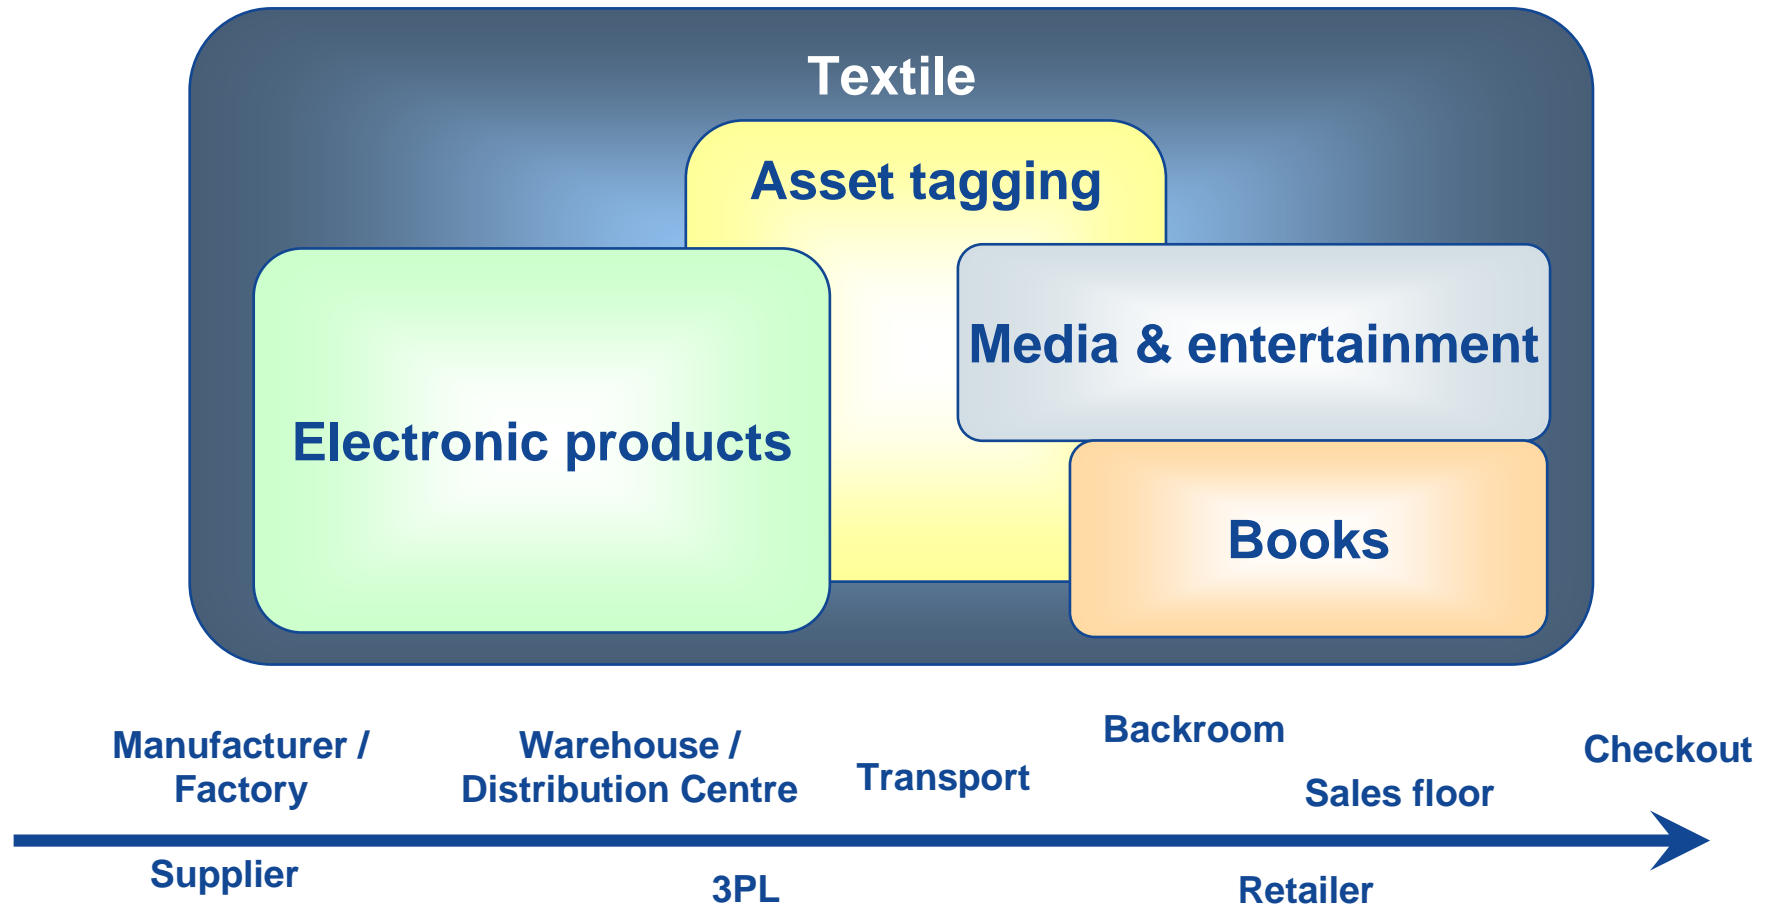 Textile
Asset tagging
Media & entertainment
Electronic products
Books
Manufacturer /
Factory
Warehouse /
Distribution Centre
Transport
Backroom
Sales floor
Checkout
Supplier
3PL
Retailer